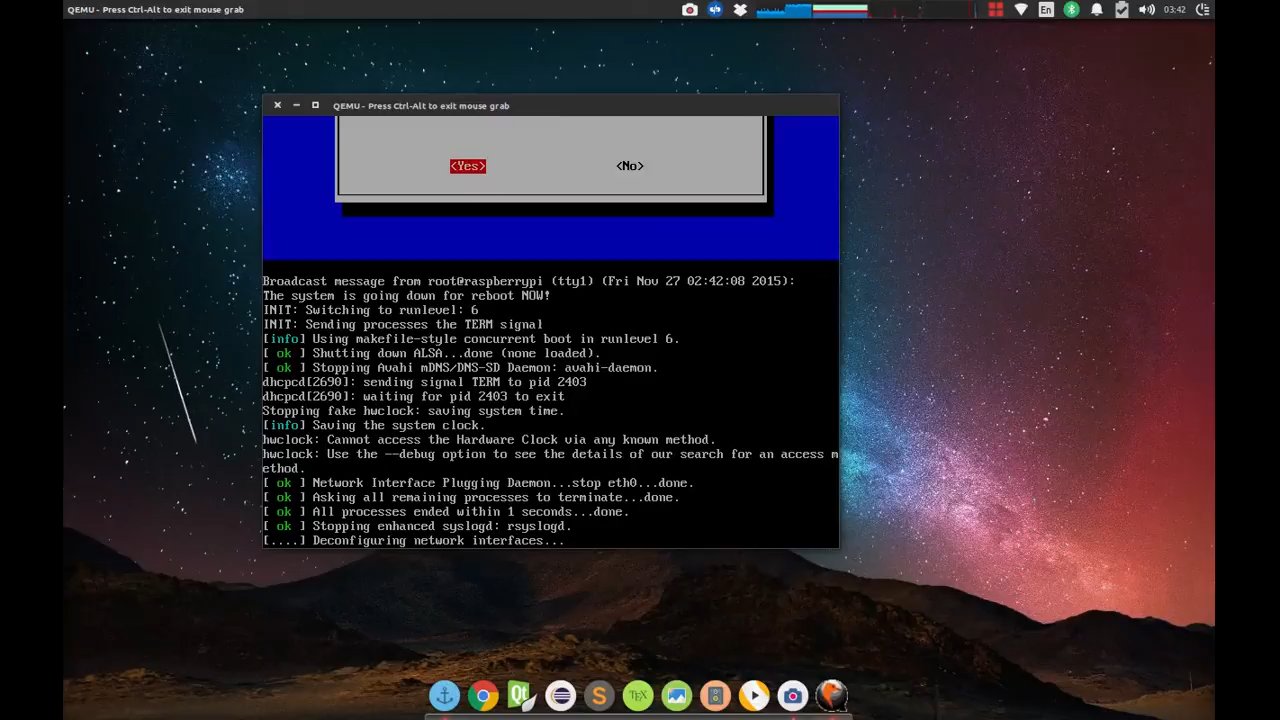 QEMU - Press Ctrl-Alt to exit mouse grab
En
03:42
QEMU - Press Ctrl-Alt to exit mouse grab
<Yes> <No>
Broadcast message from root@raspberrypi (tty1) (Fri Nov 27 02:42:08 2015):
The system is going down for reboot NOW!
INIT: Switching to runlevel: 6
INIT: Sending processes the TERM signal
[info] Using makefile-style concurrent boot in runlevel 6.
[ ok ] Shutting down ALSA...done (none loaded).
[ ok ] Stopping Avahi mDNS/DNS-SD Daemon: avahi-daemon.
dhcpcd[2690]: sending signal TERM to pid 2403
dhcpcd[2690]: waiting for pid 2403 to exit
Stopping fake hwclock: saving system time.
[info] Saving the system clock.
hwclock: Cannot access the Hardware Clock via any known method.
hwclock: Use the --debug option to see the details of our search for an access m
ethod.
[ ok ] Network Interface Plugging Daemon...stop eth0...done.
[ ok ] Asking all remaining processes to terminate...done.
[ ok ] All processes ended within 1 seconds...done.
[ ok ] Stopping enhanced syslogd: rsyslogd.
[....] Deconfiguring network interfaces...
Qt
S
TEX